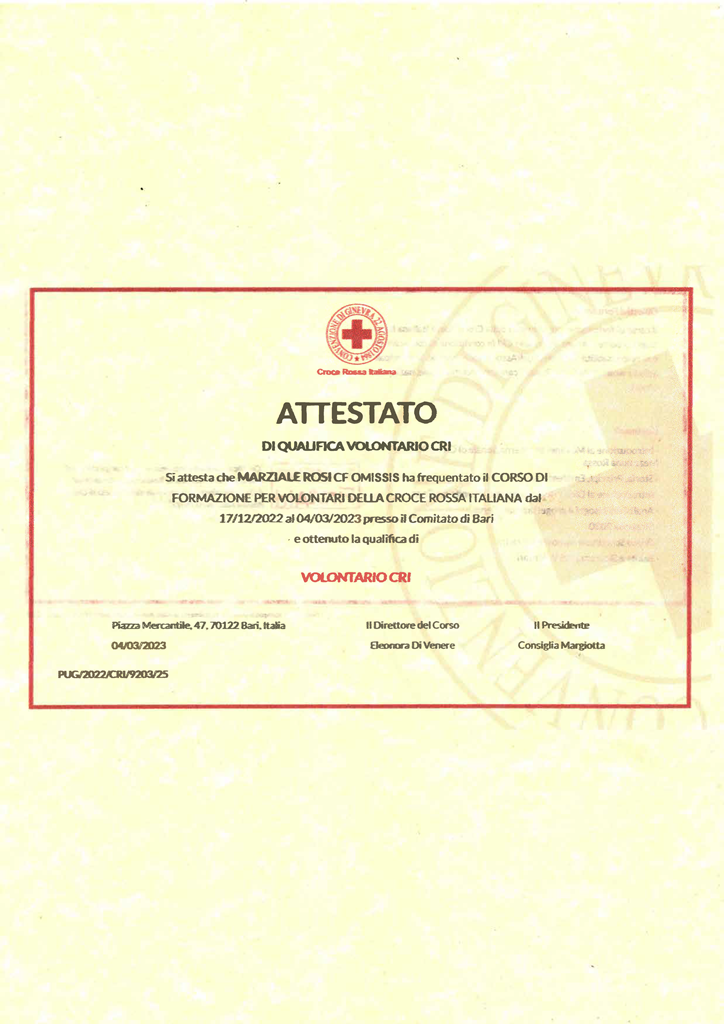 CONVENZIONE DI GINEVRA 22 AGOSTO 1864
Croce Rossa Italiana
ATTESTATO
DI QUALIFICA VOLONTARIO CRI
Si attesta che MARZIALE ROSI CF OMISSIS ha frequentato il CORSO DI
FORMAZIONE PER VOLONTARI DELLA CROCE ROSSA ITALIANA dal
17/12/2022 al 04/03/2023 presso il Comitato di Bari
e ottenuto la qualifica di
VOLONTARIO CRI
Piazza Mercantile, 47, 70122 Bari, Italia
Il Direttore del Corso
Il Presidente
04/03/2023
Eleonora Di Venere
Consiglia Margiotta
PUG/2022/CRI/9203/25